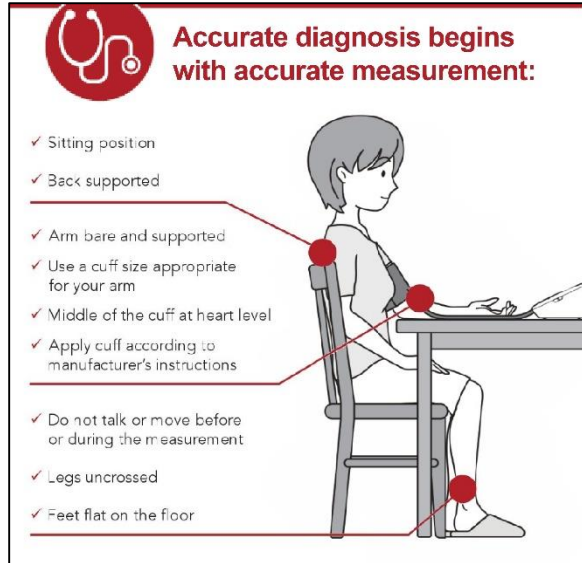 Accurate diagnosis begins
with accurate measurement:
✓ Sitting position
✓ Back supported
✓ Arm bare and supported
✓ Use a cuff size appropriate
for your arm
✓ Middle of the cuff at heart level
✓ Apply cuff according to
manufacturer's instructions
✓ Do not talk or move before
or during the measurement
✓ Legs uncrossed
✓ Feet flat on the floor